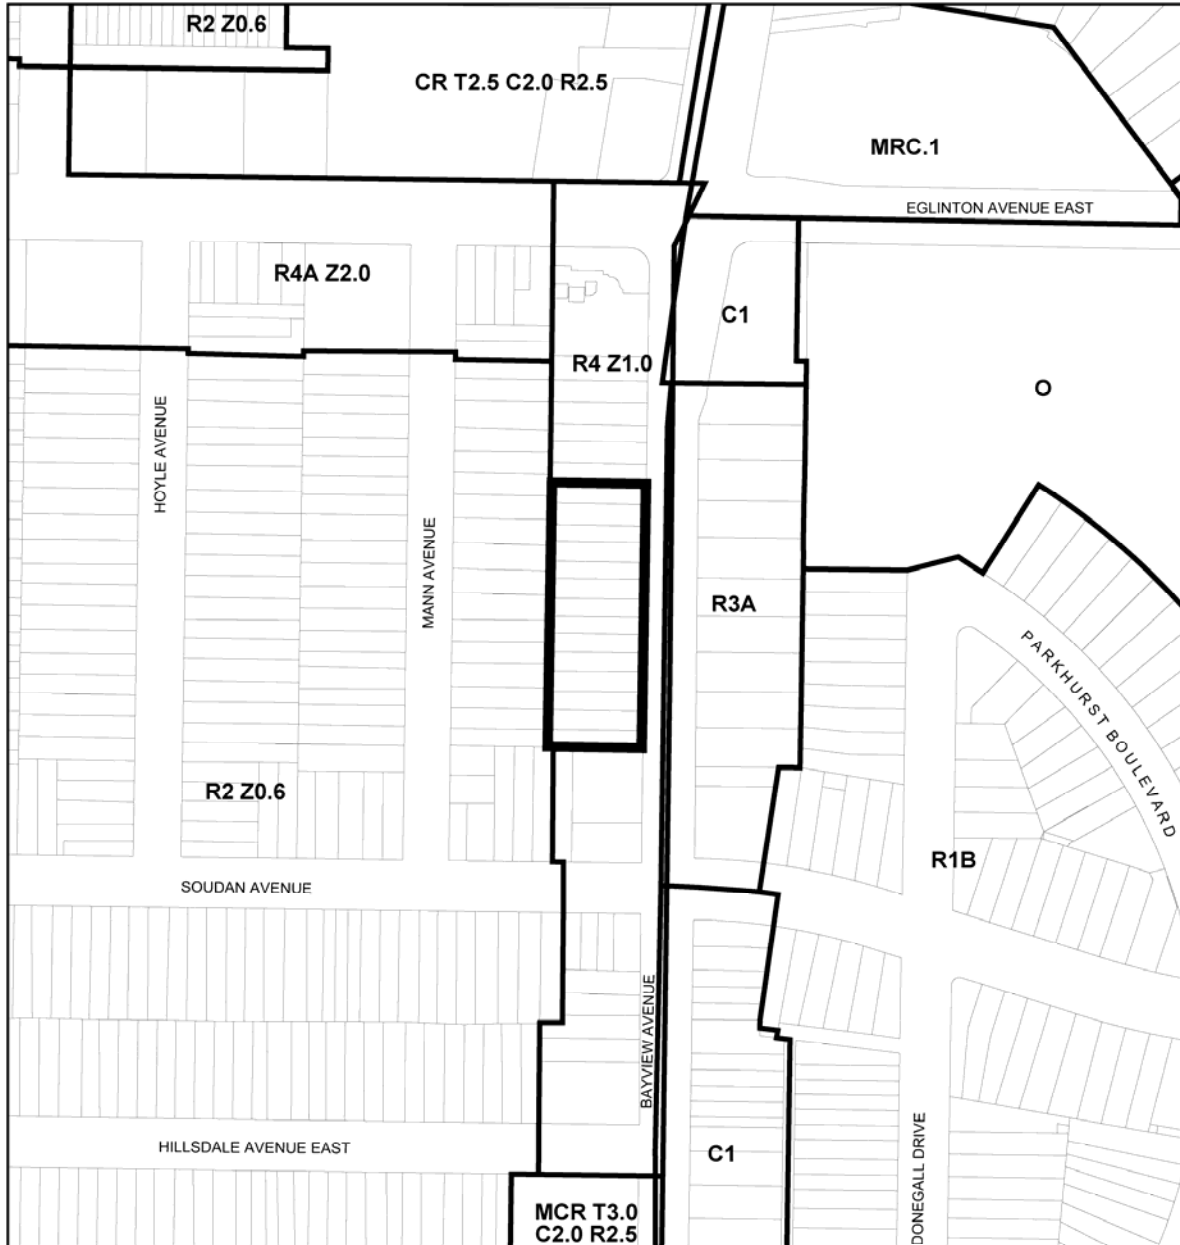 R2 Z0.6
CR T2.5 C2.0 R2.5
MRC.1
EGLINTON AVENUE EAST
R4A Z2.0
C1
R4 Z1.0
O
HOYLE AVENUE
MANN AVENUE
R3A
PARKHURST BOULEVARD
R2 Z0.6
R1B
SOUDAN AVENUE
BAYVIEW AVENUE
HILLSDALE AVENUE EAST
C1
DONEGALL DRIVE
MCR T3.0
C2.0 R2.5